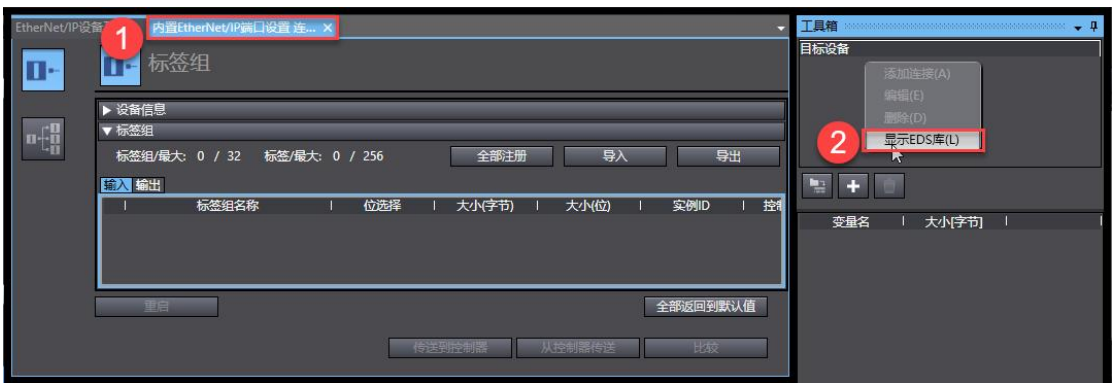 EtherNet/IP设备
内置EtherNet/IP端口设置 连... ×
1
标签组
▶ 设备信息
▼ 标签组
标签组/最大: 0 / 32 标签/最大: 0 / 256 全部注册 导入 导出
输入 输出
标签组名称 | 位选择 | 大小(字节) | 大小(位) | 实例ID | 控制
重启 全部返回到默认值
传送到控制器 从控制器传送 比较
工具箱
目标设备
添加连接(A)
编辑(E)
删除(D)
2
显示EDS库(L)
变量名 | 大小[字节] |